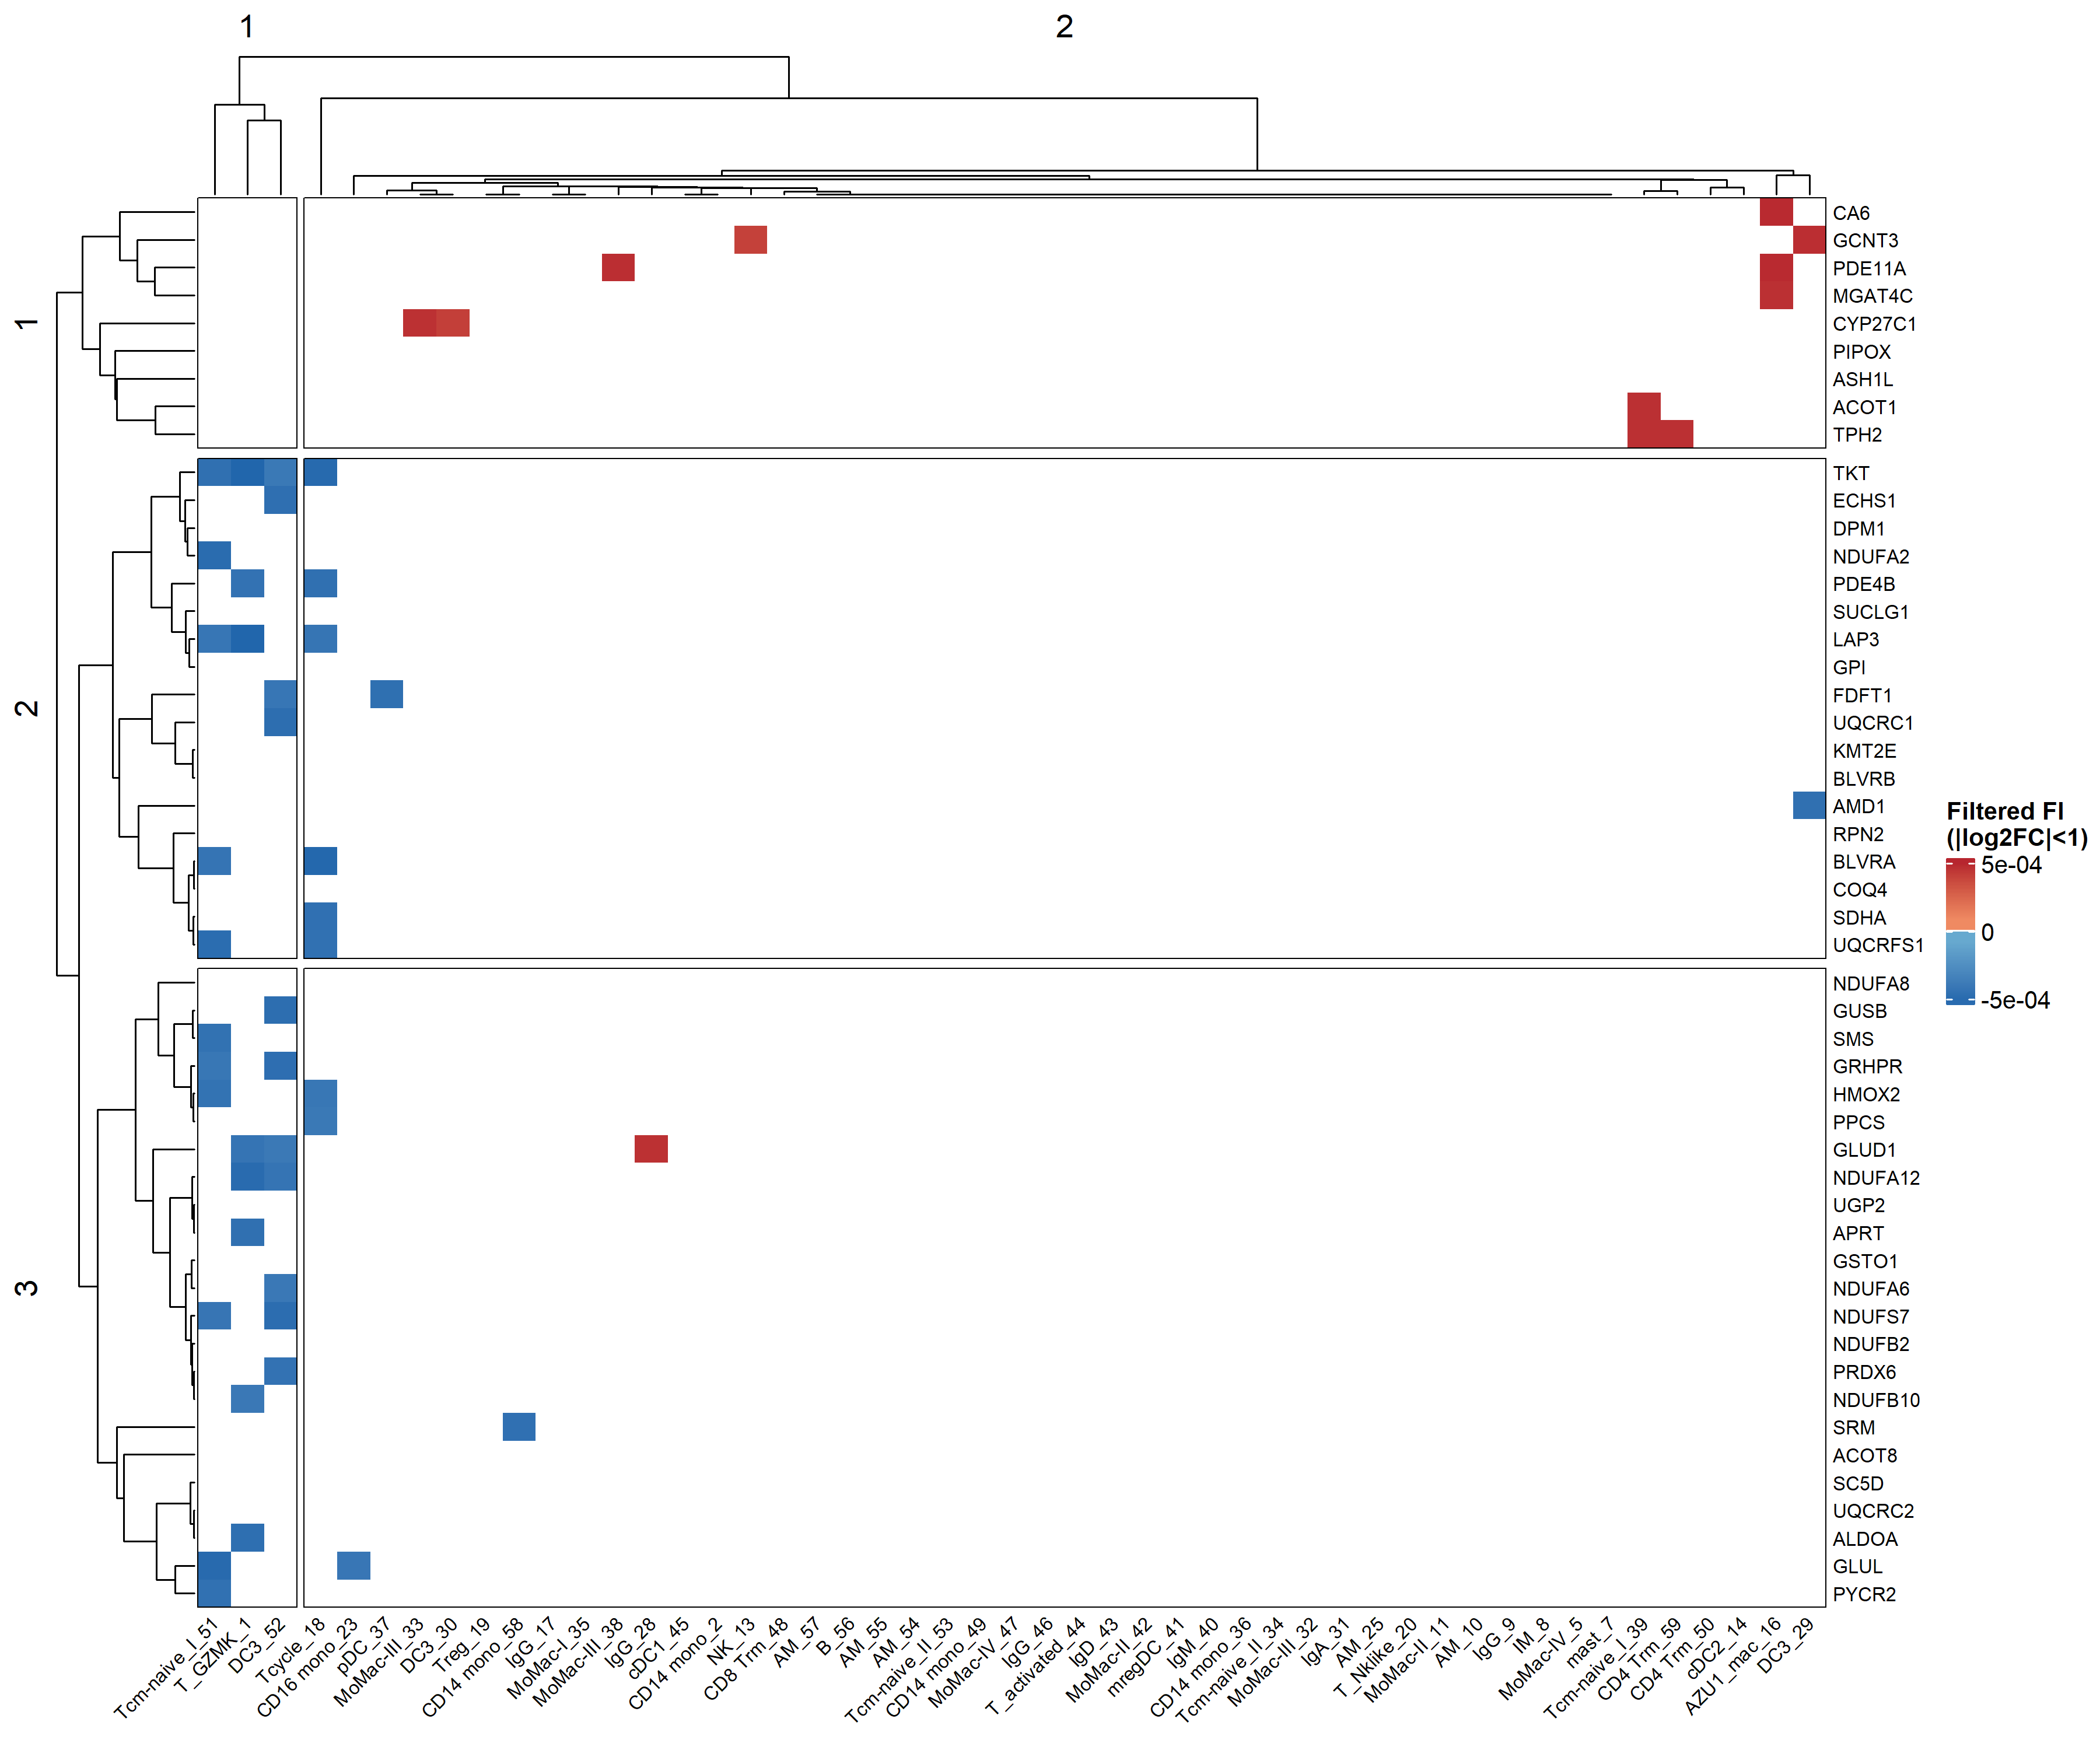 1
2
1
2
3
CA6
GCNT3
PDE11A
MGAT4C
CYP27C1
PIPOX
ASH1L
ACOT1
TPH2
TKT
ECHS1
DPM1
NDUFA2
PDE4B
SUCLG1
LAP3
GPI
FDFT1
UQCRC1
KMT2E
BLVRB
AMD1
RPN2
BLVRA
COQ4
SDHA
UQCRFS1
NDUFA8
GUSB
SMS
GRHPR
HMOX2
PPCS
GLUD1
NDUFA12
UGP2
APRT
GSTO1
NDUFA6
NDUFS7
NDUFB2
PRDX6
NDUFB10
SRM
ACOT8
SC5D
UQCRC2
ALDOA
GLUL
PYCR2
Filtered FI
(|log2FC|<1)
5e-04
0
-5e-04
Tcm-naive_I_51
T_GZMK_1
DC3_52
Tcycle_18
CD16 mono_23
pDC_37
MoMac-III_33
DC3_30
Treg_19
CD14 mono_58
IgG_17
MoMac-I_35
MoMac-III_38
IgG_28
cDC1_45
CD14 mono_2
NK_13
CD8 Trm_48
AM_57
B_56
AM_55
AM_54
Tcm-naive_II_53
CD14 mono_49
MoMac-IV_47
IgG_46
T_activated_44
IgD_43
MoMac-II_42
mregDC_41
IgM_40
CD14 mono_36
Tcm-naive_II_34
MoMac-III_32
IgA_31
AM_25
T_Nklike_20
MoMac-II_11
AM_10
IgG_9
IM_8
MoMac-IV_5
mast_7
Tcm-naive_I_39
CD4 Trm_59
CD4 Trm_50
cDC2_14
AZU1_mac_16
DC3_29